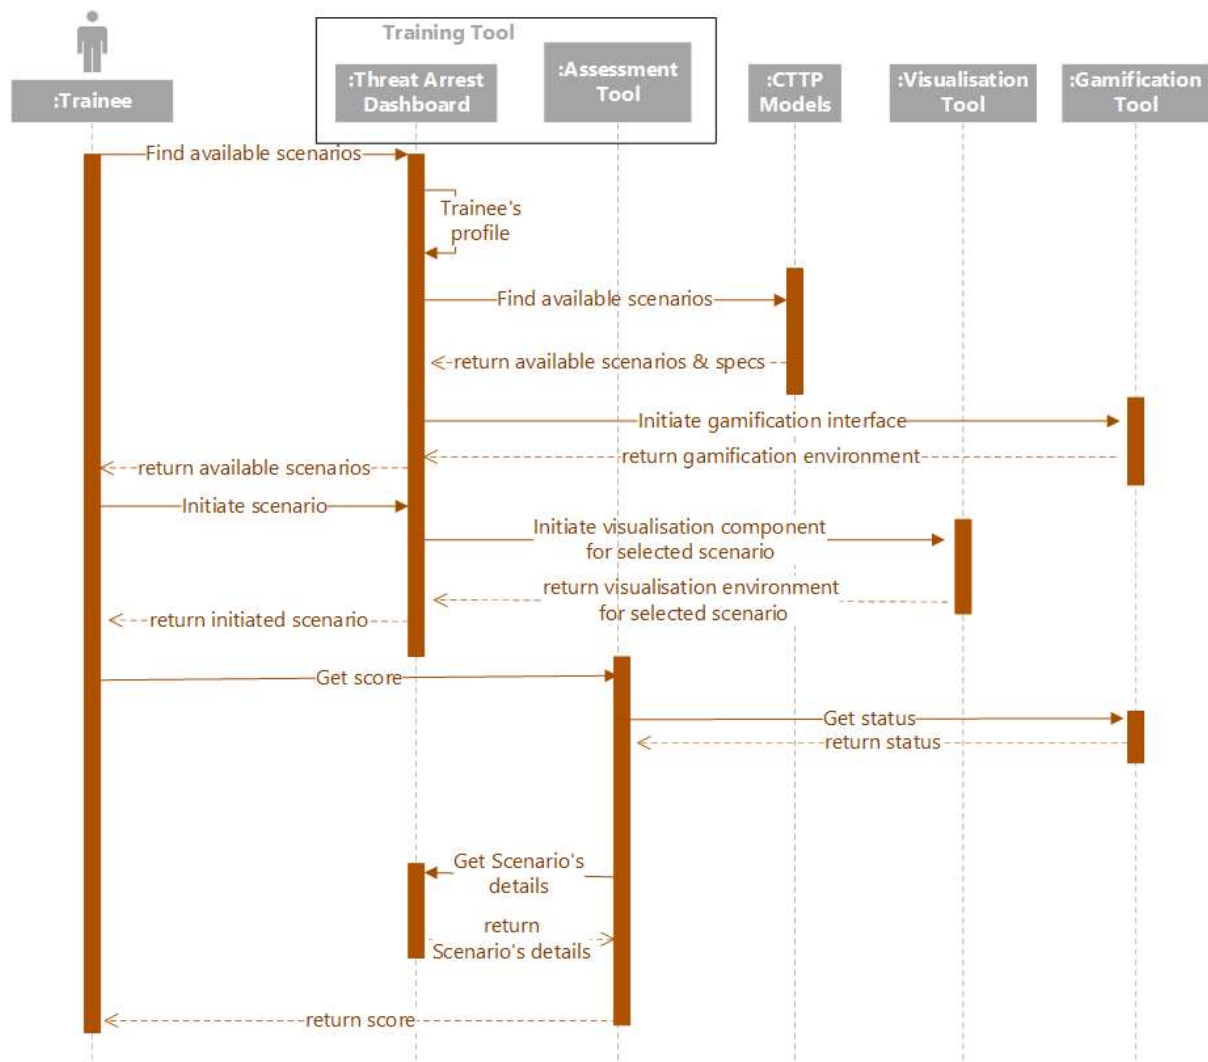 Training Tool
:Trainee
:Threat Arrest
Dashboard
:Assessment
Tool
:CTTP
Models
:Visualisation
Tool
:Gamification
Tool
Find available scenarios
Trainee's
profile
Find available scenarios
return available scenarios & specs
Initiate gamification interface
return gamification environment
return available scenarios
Initiate scenario
Initiate visualisation component
for selected scenario
return visualisation environment
for selected scenario
return initiated scenario
Get score
Get status
return status
Get Scenario's
details
return
Scenario's details
return score